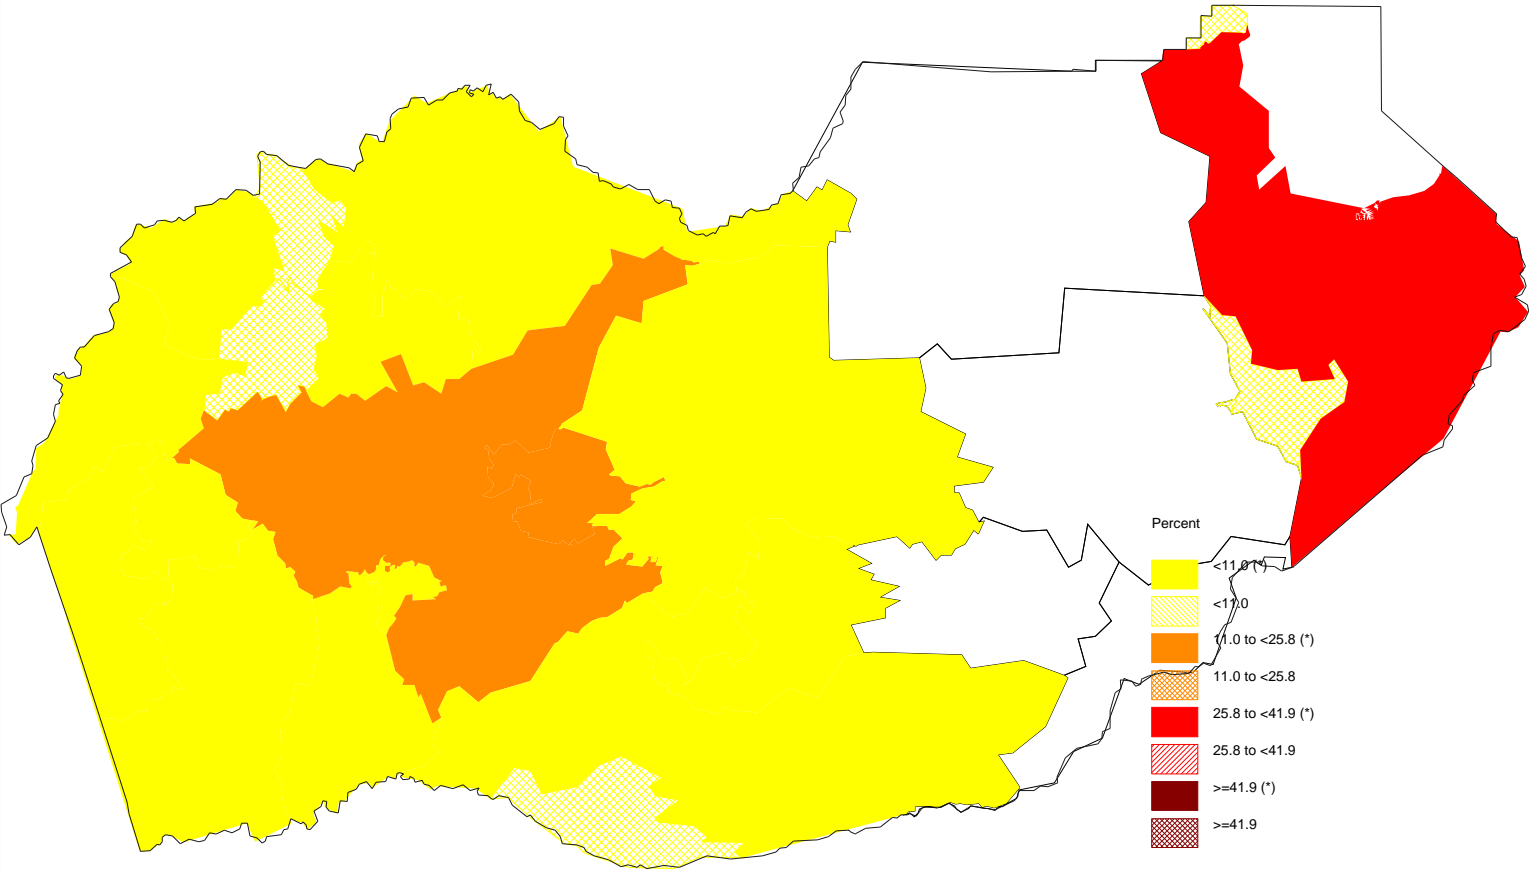 Percent
<11.0 (*)
<11.0
11.0 to <25.8 (*)
11.0 to <25.8
25.8 to <41.9 (*)
25.8 to <41.9
>=41.9 (*)
>=41.9